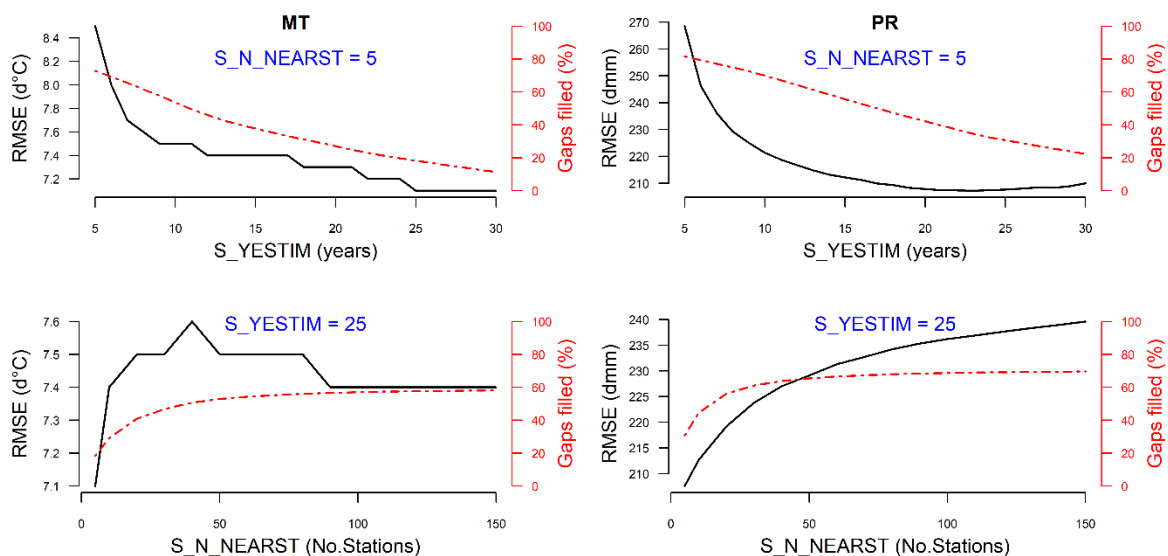 MT
S_N_NEARST = 5
RMSE (d°C)
8.4
8.2
8.0
7.8
7.6
7.4
7.2
100
80
60
40
20
0
Gaps filled (%)
5 10 15 20 25 30
S_YESTIM (years)
PR
S_N_NEARST = 5
RMSE (dmm)
270
260
250
240
230
220
210
100
80
60
40
20
0
Gaps filled (%)
5 10 15 20 25 30
S_YESTIM (years)
S_YESTIM = 25
RMSE (d°C)
7.6
7.5
7.4
7.3
7.2
7.1
100
80
60
40
20
0
Gaps filled (%)
0 50 100 150
S_N_NEARST (No.Stations)
S_YESTIM = 25
RMSE (dmm)
240
235
230
225
220
215
210
100
80
60
40
20
0
Gaps filled (%)
0 50 100 150
S_N_NEARST (No.Stations)